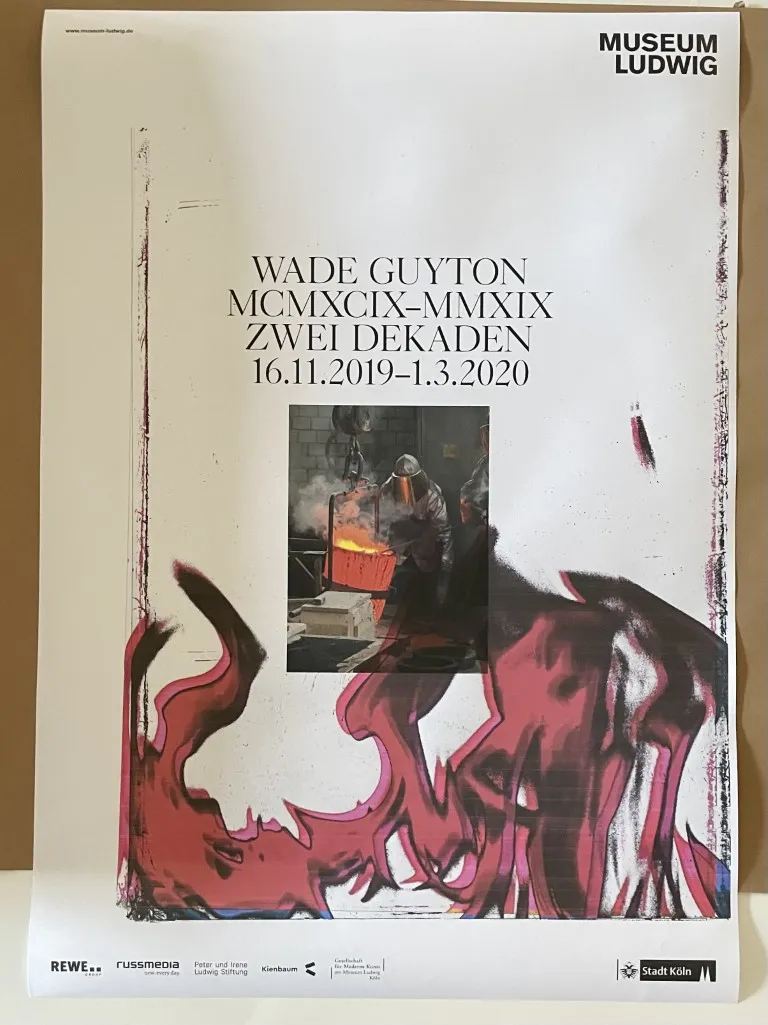 www.museum-ludwig.de
MUSEUM
LUDWIG
WADE GUYTON
MCMXCIX–MMXIX
ZWEI DEKADEN
16.11.2019–1.3.2020
REWE
GROUP
russmedia
one.every.day.
Peter und Irene
Ludwig Stiftung
Kienbaum
Gesellschaft
für Moderne Kunst
am Museum Ludwig
Köln
Stadt Köln